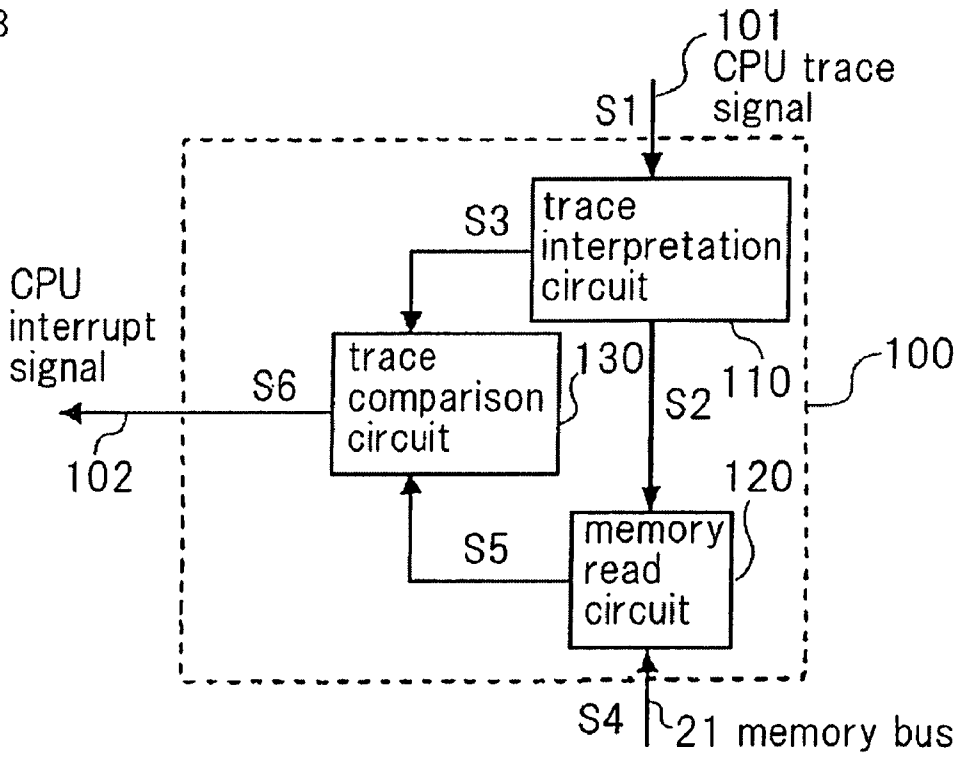 3
101
CPU trace
signal
S1
trace
interpretation
circuit
S3
CPU
interrupt
signal
110
100
trace
comparison
circuit
130
S6
S2
102
120
memory
read
circuit
S5
S4
21 memory bus